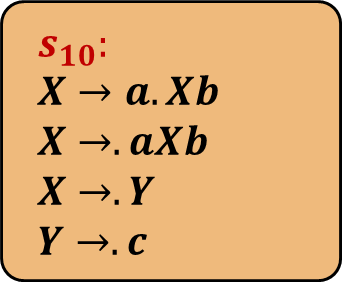 s₁₀:
X → a.Xb
X →.aXb
X →.Y
Y →.c